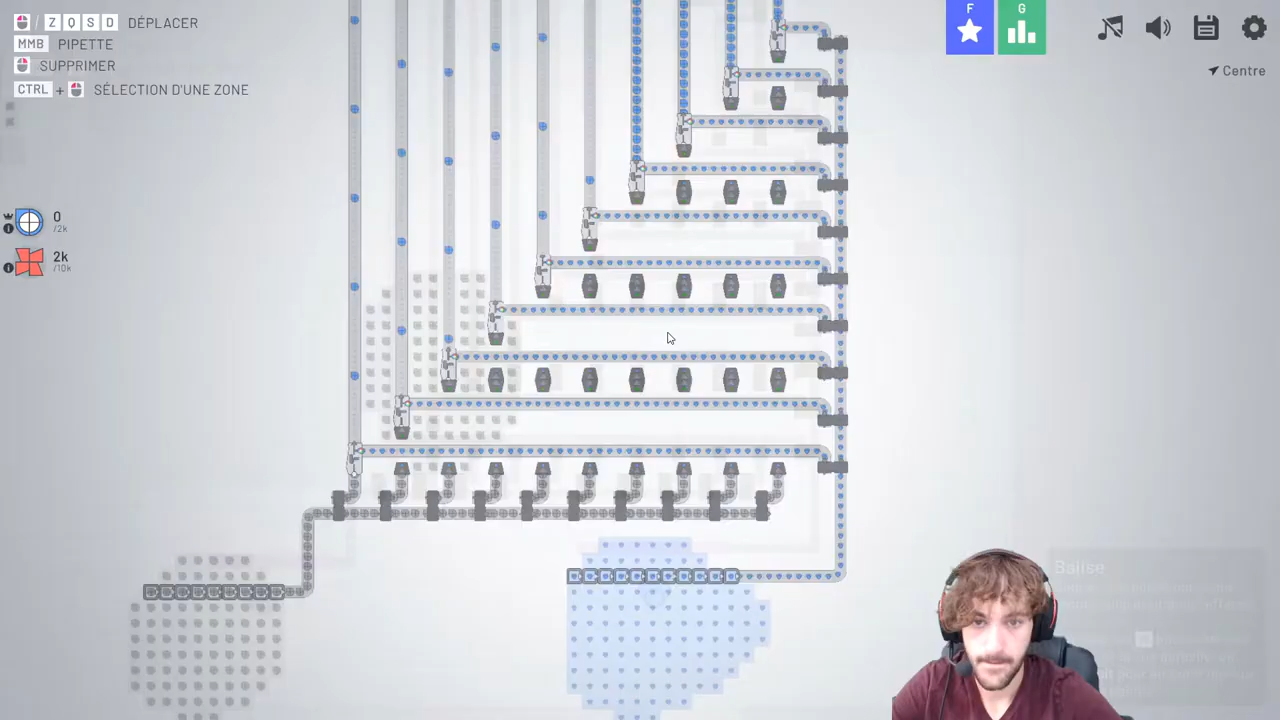 / Z Q S D DÉPLACER
MMB PIPETTE
SUPPRIMER
CTRL + SÉLECTION D'UNE ZONE
F
G
Centre
0
/2k
2k
/10k
Balise